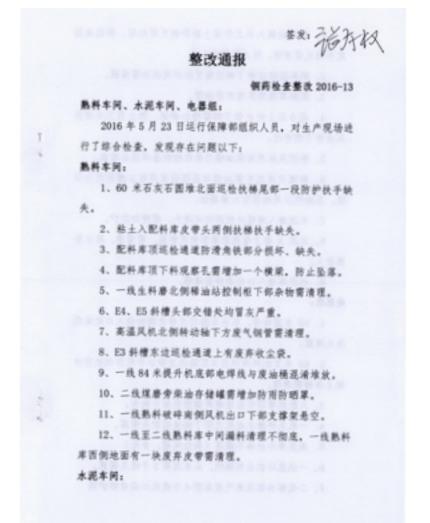 签发：
整改通报
铜药检查整改 2016-13
熟料车间、水泥车间、电器组：
2016 年 5 月 23 日运行保障部组织人员，对生产现场进
行了综合检查，发现存在问题以下：
熟料车间：
1、60 米石灰石圆堆北面巡检扶梯尾部一段防护扶手缺
失。
2、粘土入配料库皮带头两侧扶梯扶手缺失。
3、配料库顶巡检通道防滑角铁部分损坏、缺失。
4、配料库顶下料观察孔需增加一个横梁，防止坠落。
5、一线生料磨北侧稀油站控制柜下部杂物需清理。
6、E4、E5 斜槽头部交错处均冒灰严重。
7、高温风机北侧转动轴下方废气钢管需清理。
8、E3 斜槽东边巡检通道上有废弃收尘袋。
9、一线 84 米提升机底部电焊线与废油桶混淆堆放。
10、二线煤磨旁柴油存储罐需增加防雨防晒罩。
11、一线熟料破碎南侧风机出口下部支撑架悬空。
12、一线至二线熟料库中间漏料清理不彻底，一线熟料
库西侧地面有一块废弃皮带需清理。
水泥车间：